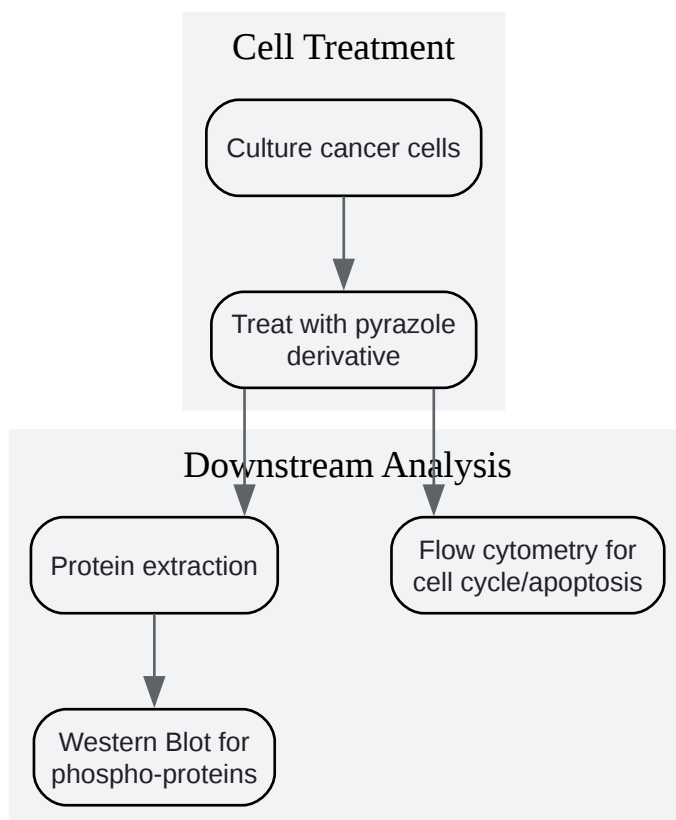 Cell Treatment
Culture cancer cells
Treat with pyrazole
derivative
Downstream Analysis
Protein extraction
Flow cytometry for
cell cycle/apoptosis
Western Blot for
phospho-proteins